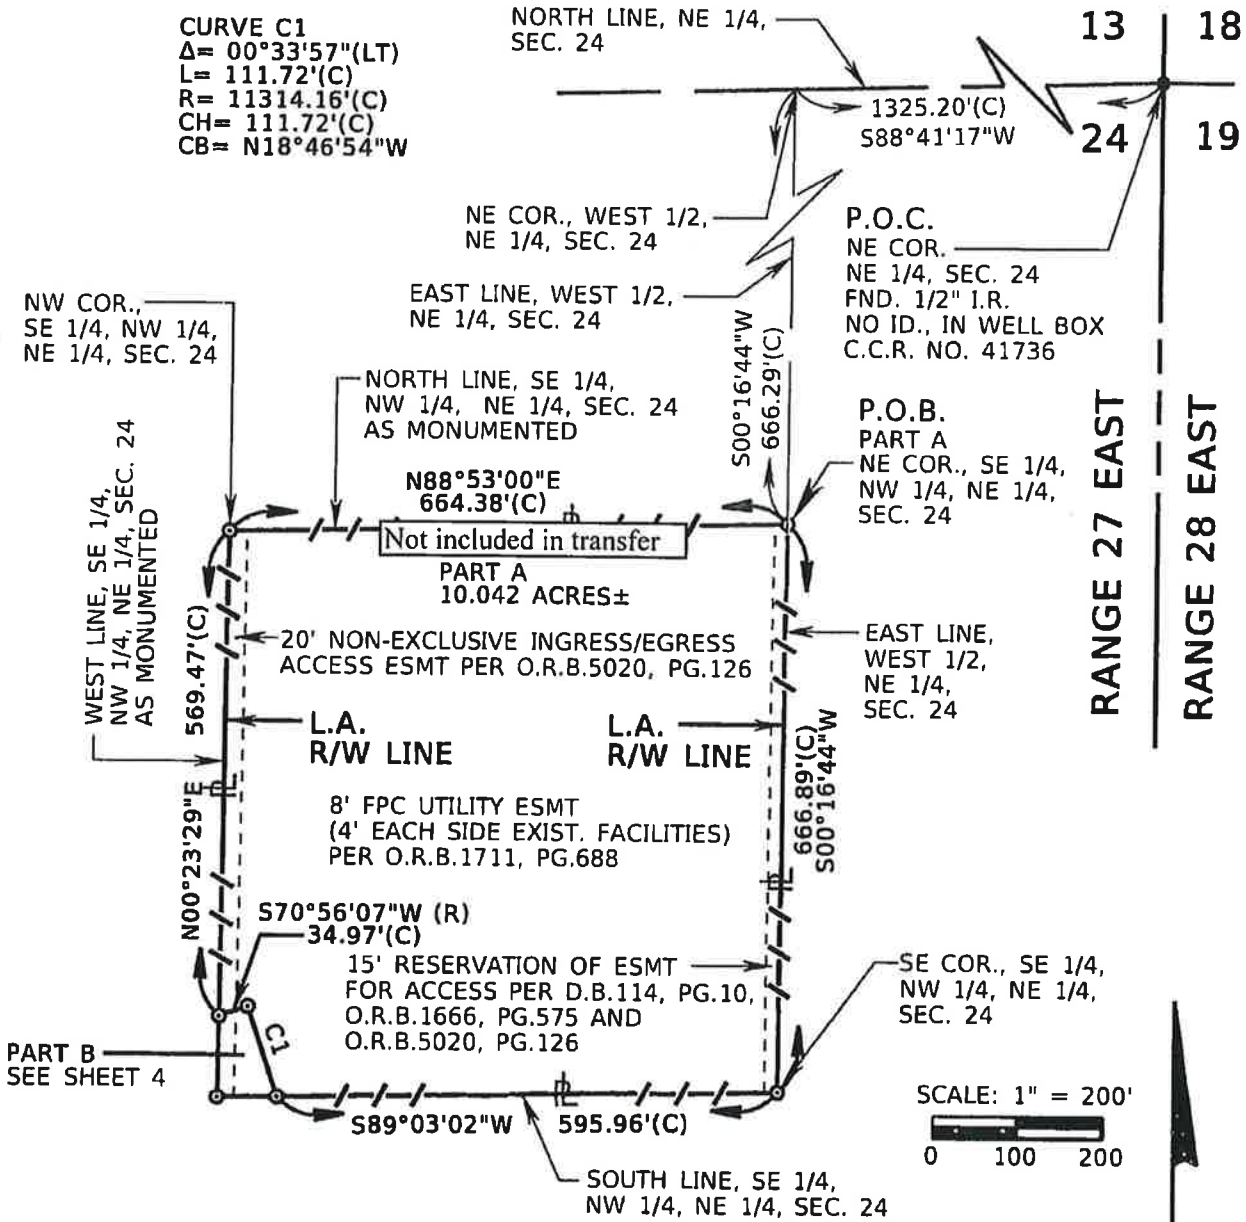 CURVE C1
Δ= 00°33'57"(LT)
L= 111.72'(C)
R= 11314.16'(C)
CH= 111.72'(C)
CB= N18°46'54"W
NORTH LINE, NE 1/4,
SEC. 24
13
18
24
19
1325.20'(C)
S88°41'17"W
NE COR., WEST 1/2,
NE 1/4, SEC. 24
P.O.C.
NE COR.
NE 1/4, SEC. 24
FND. 1/2" I.R.
NO ID., IN WELL BOX
C.C.R. NO. 41736
EAST LINE, WEST 1/2,
NE 1/4, SEC. 24
NW COR.,
SE 1/4, NW 1/4,
NE 1/4, SEC. 24
S00°16'44"W
666.29'(C)
NORTH LINE, SE 1/4,
NW 1/4, NE 1/4, SEC. 24
AS MONUMENTED
P.O.B.
PART A
NE COR., SE 1/4,
NW 1/4, NE 1/4,
SEC. 24
RANGE 27 EAST
RANGE 28 EAST
WEST LINE, SE 1/4,
NW 1/4, NE 1/4, SEC. 24
AS MONUMENTED
N88°53'00"E
664.38'(C)
Not included in transfer
PART A
10.042 ACRES±
569.47'(C)
N00°23'29"E
20' NON-EXCLUSIVE INGRESS/EGRESS
ACCESS ESMT PER O.R.B.5020, PG.126
EAST LINE,
WEST 1/2,
NE 1/4,
SEC. 24
L.A.
R/W LINE
L.A.
R/W LINE
666.89'(C)
S00°16'44"W
8' FPC UTILITY ESMT
(4' EACH SIDE EXIST. FACILITIES)
PER O.R.B.1711, PG.688
S70°56'07"W (R)
34.97'(C)
15' RESERVATION OF ESMT
FOR ACCESS PER D.B.114, PG.10,
O.R.B.1666, PG.575 AND
O.R.B.5020, PG.126
SE COR., SE 1/4,
NW 1/4, NE 1/4,
SEC. 24
C1
PART B
SEE SHEET 4
S89°03'02"W
595.96'(C)
SCALE: 1" = 200'
0 100 200
SOUTH LINE, SE 1/4,
NW 1/4, NE 1/4, SEC. 24